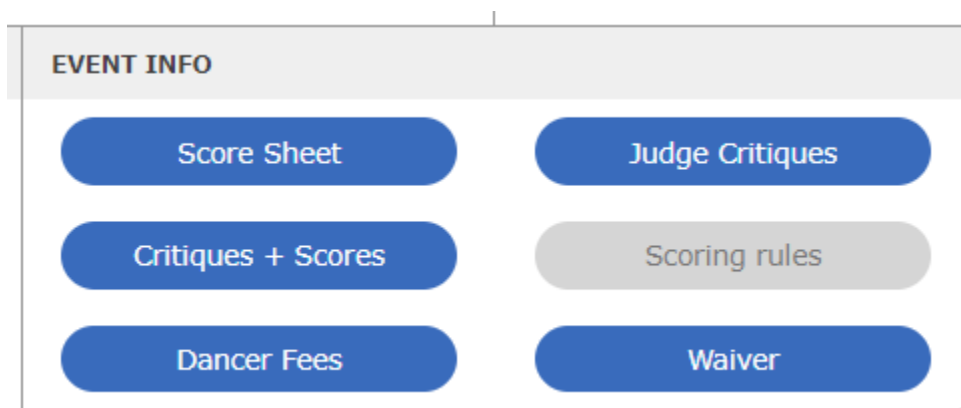 EVENT INFO
Score Sheet
Judge Critiques
Critiques + Scores
Scoring rules
Dancer Fees
Waiver